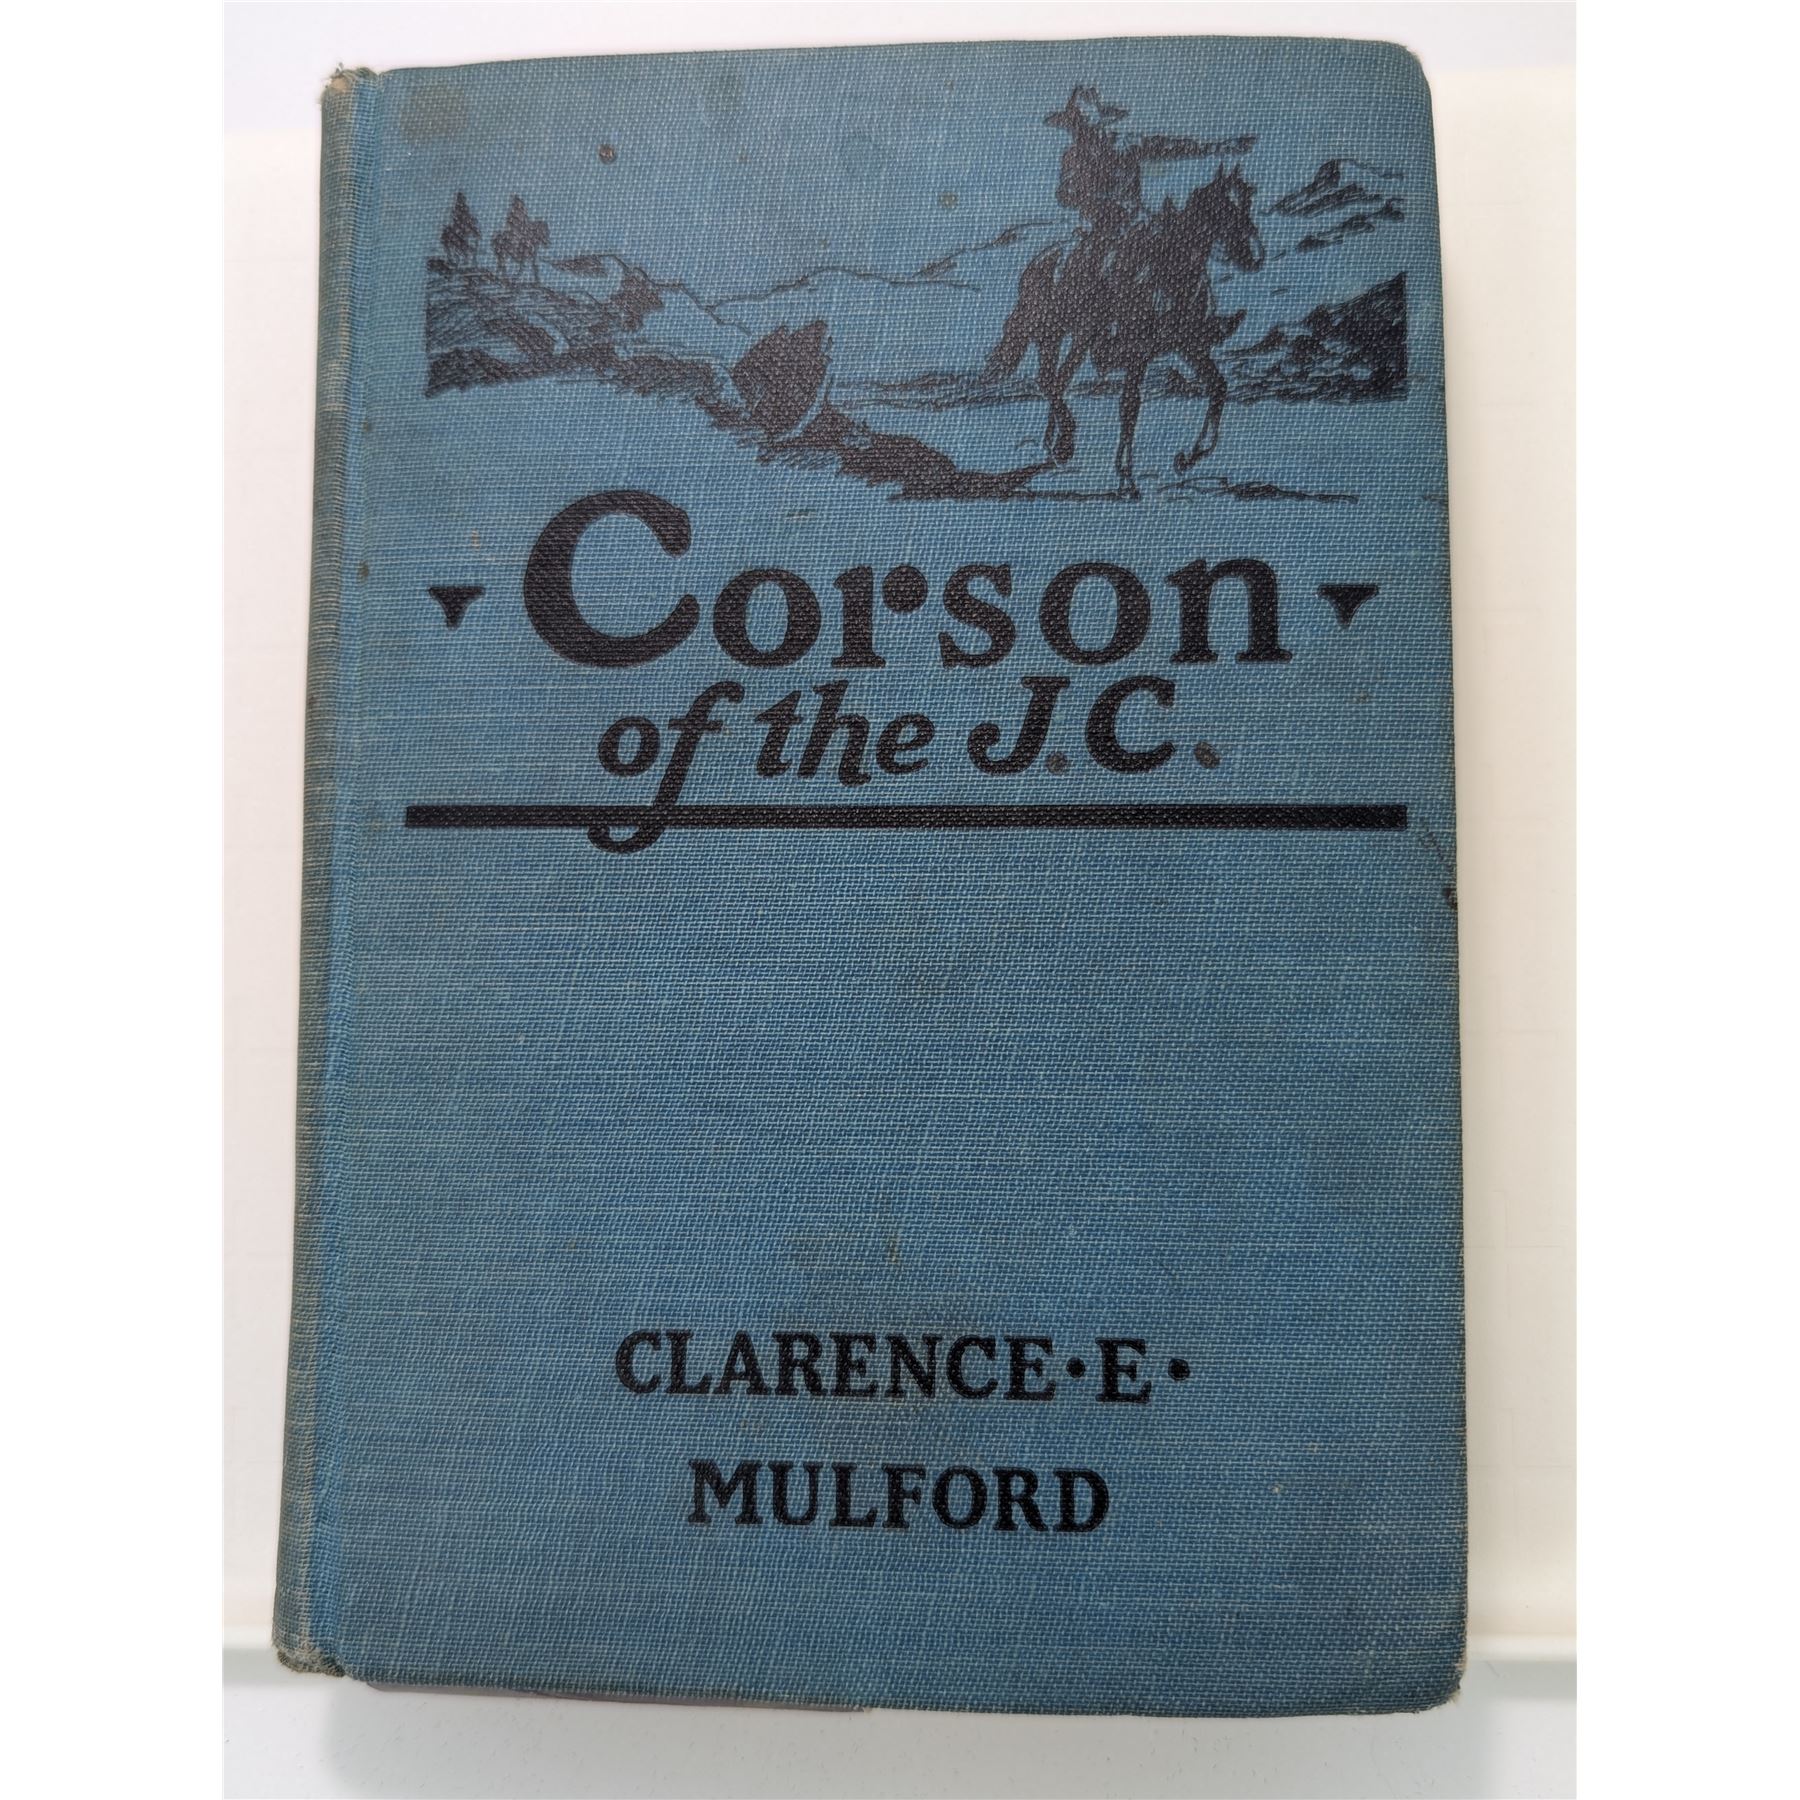 Corson
of the J.C.
CLARENCE·E·
MULFORD